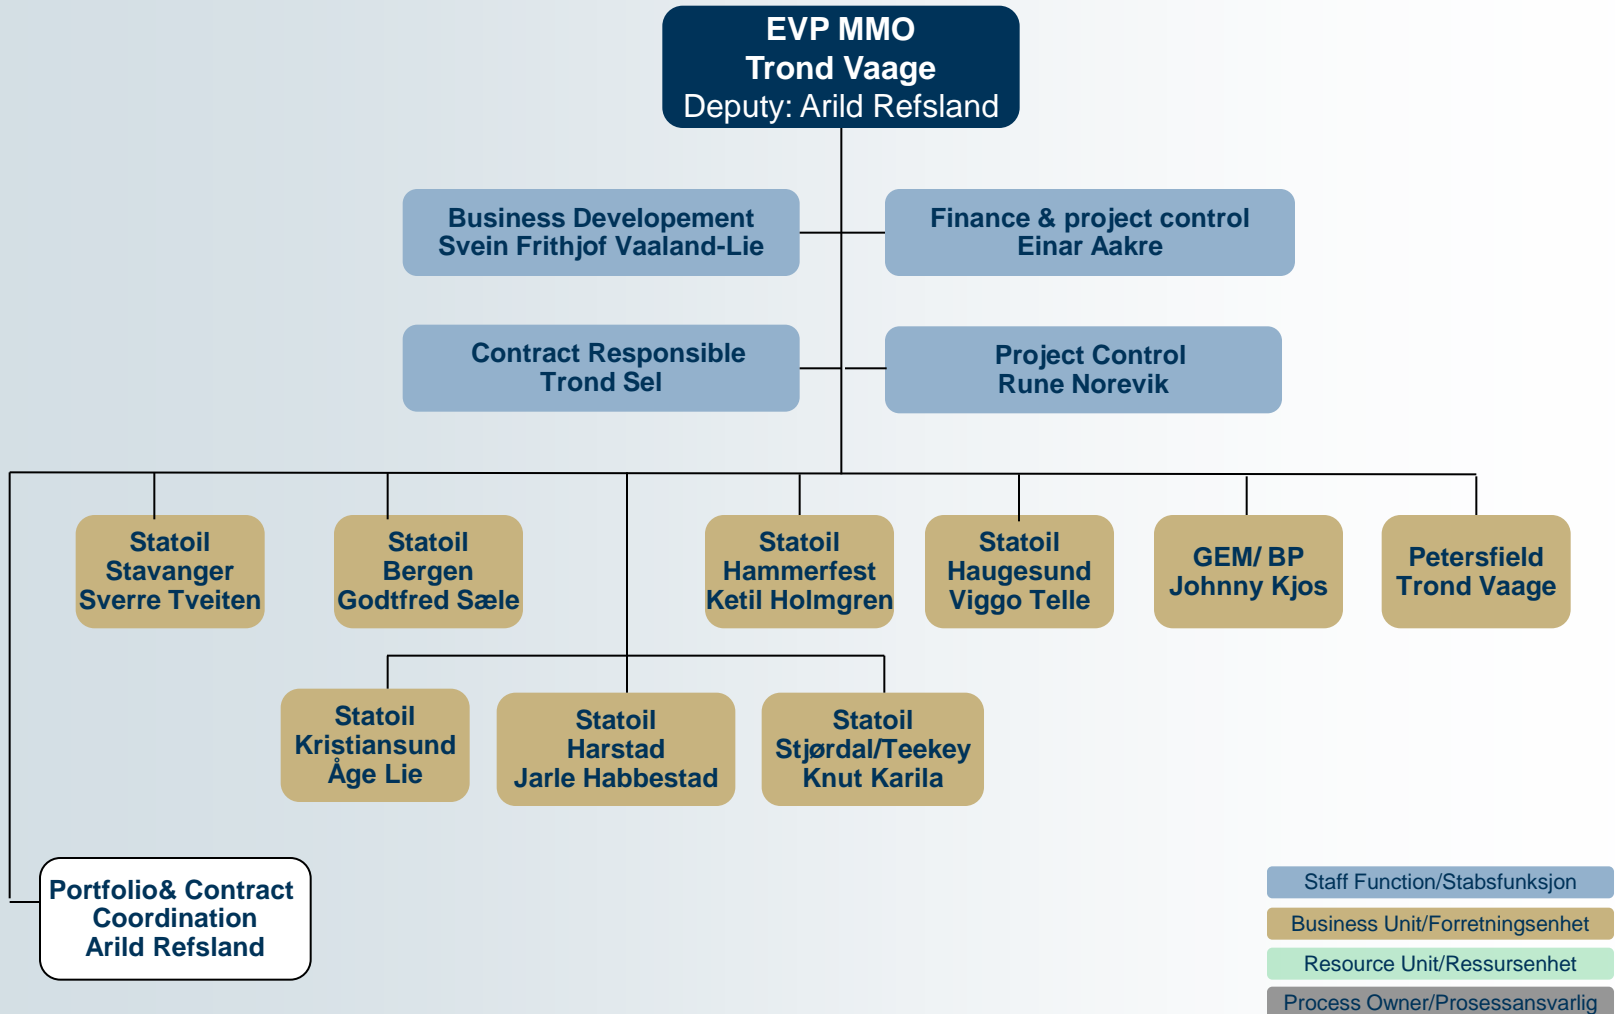 EVP MMO
Trond Vaage
Deputy: Arild Refsland
Business Developement
Svein Frithjof Vaaland-Lie
Finance & project control
Einar Aakre
Contract Responsible
Trond Sel
Project Control
Rune Norevik
Statoil
Stavanger
Sverre Tveiten
Statoil
Bergen
Godtfred Sæle
Statoil
Hammerfest
Ketil Holmgren
Statoil
Haugesund
Viggo Telle
GEM/ BP
Johnny Kjos
Petersfield
Trond Vaage
Statoil
Kristiansund
Åge Lie
Statoil
Harstad
Jarle Habbestad
Statoil
Stjørdal/Teekey
Knut Karila
Portfolio& Contract
Coordination
Arild Refsland
Staff Function/Stabsfunksjon
Business Unit/Forretningsenhet
Resource Unit/Ressursenhet
Process Owner/Prosessansvarlig